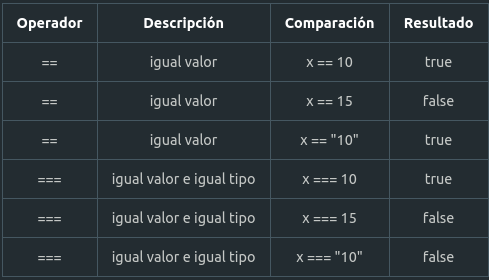 Operador Descripción Comparación Resultado
== igual valor x == 10 true
== igual valor x == 15 false
== igual valor x == "10" true
=== igual valor e igual tipo x === 10 true
=== igual valor e igual tipo x === 15 false
=== igual valor e igual tipo x === "10" false